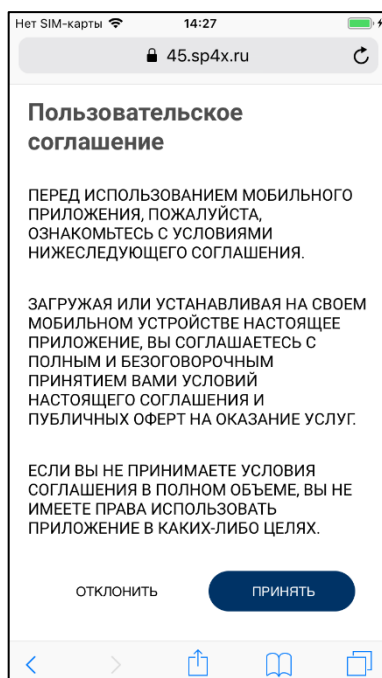 Нет SIM-карты 14:27
45.sp4x.ru
Пользовательское
соглашение
ПЕРЕД ИСПОЛЬЗОВАНИЕМ МОБИЛЬНОГО
ПРИЛОЖЕНИЯ, ПОЖАЛУЙСТА,
ОЗНАКОМЬТЕСЬ С УСЛОВИЯМИ
НИЖЕСЛЕДУЮЩЕГО СОГЛАШЕНИЯ.
ЗАГРУЖАЯ ИЛИ УСТАНАВЛИВАЯ НА СВОЕМ
МОБИЛЬНОМ УСТРОЙСТВЕ НАСТОЯЩЕЕ
ПРИЛОЖЕНИЕ, ВЫ СОГЛАШАЕТЕСЬ С
ПОЛНЫМ И БЕЗОГОВОРОЧНЫМ
ПРИНЯТИЕМ ВАМИ УСЛОВИЙ
НАСТОЯЩЕГО СОГЛАШЕНИЯ И
ПУБЛИЧНЫХ ОФЕРТ НА ОКАЗАНИЕ УСЛУГ.
ЕСЛИ ВЫ НЕ ПРИНИМАЕТЕ УСЛОВИЯ
СОГЛАШЕНИЯ В ПОЛНОМ ОБЪЕМЕ, ВЫ НЕ
ИМЕЕТЕ ПРАВА ИСПОЛЬЗОВАТЬ
ПРИЛОЖЕНИЕ В КАКИХ-ЛИБО ЦЕЛЯХ.
ОТКЛОНИТЬ ПРИНЯТЬ